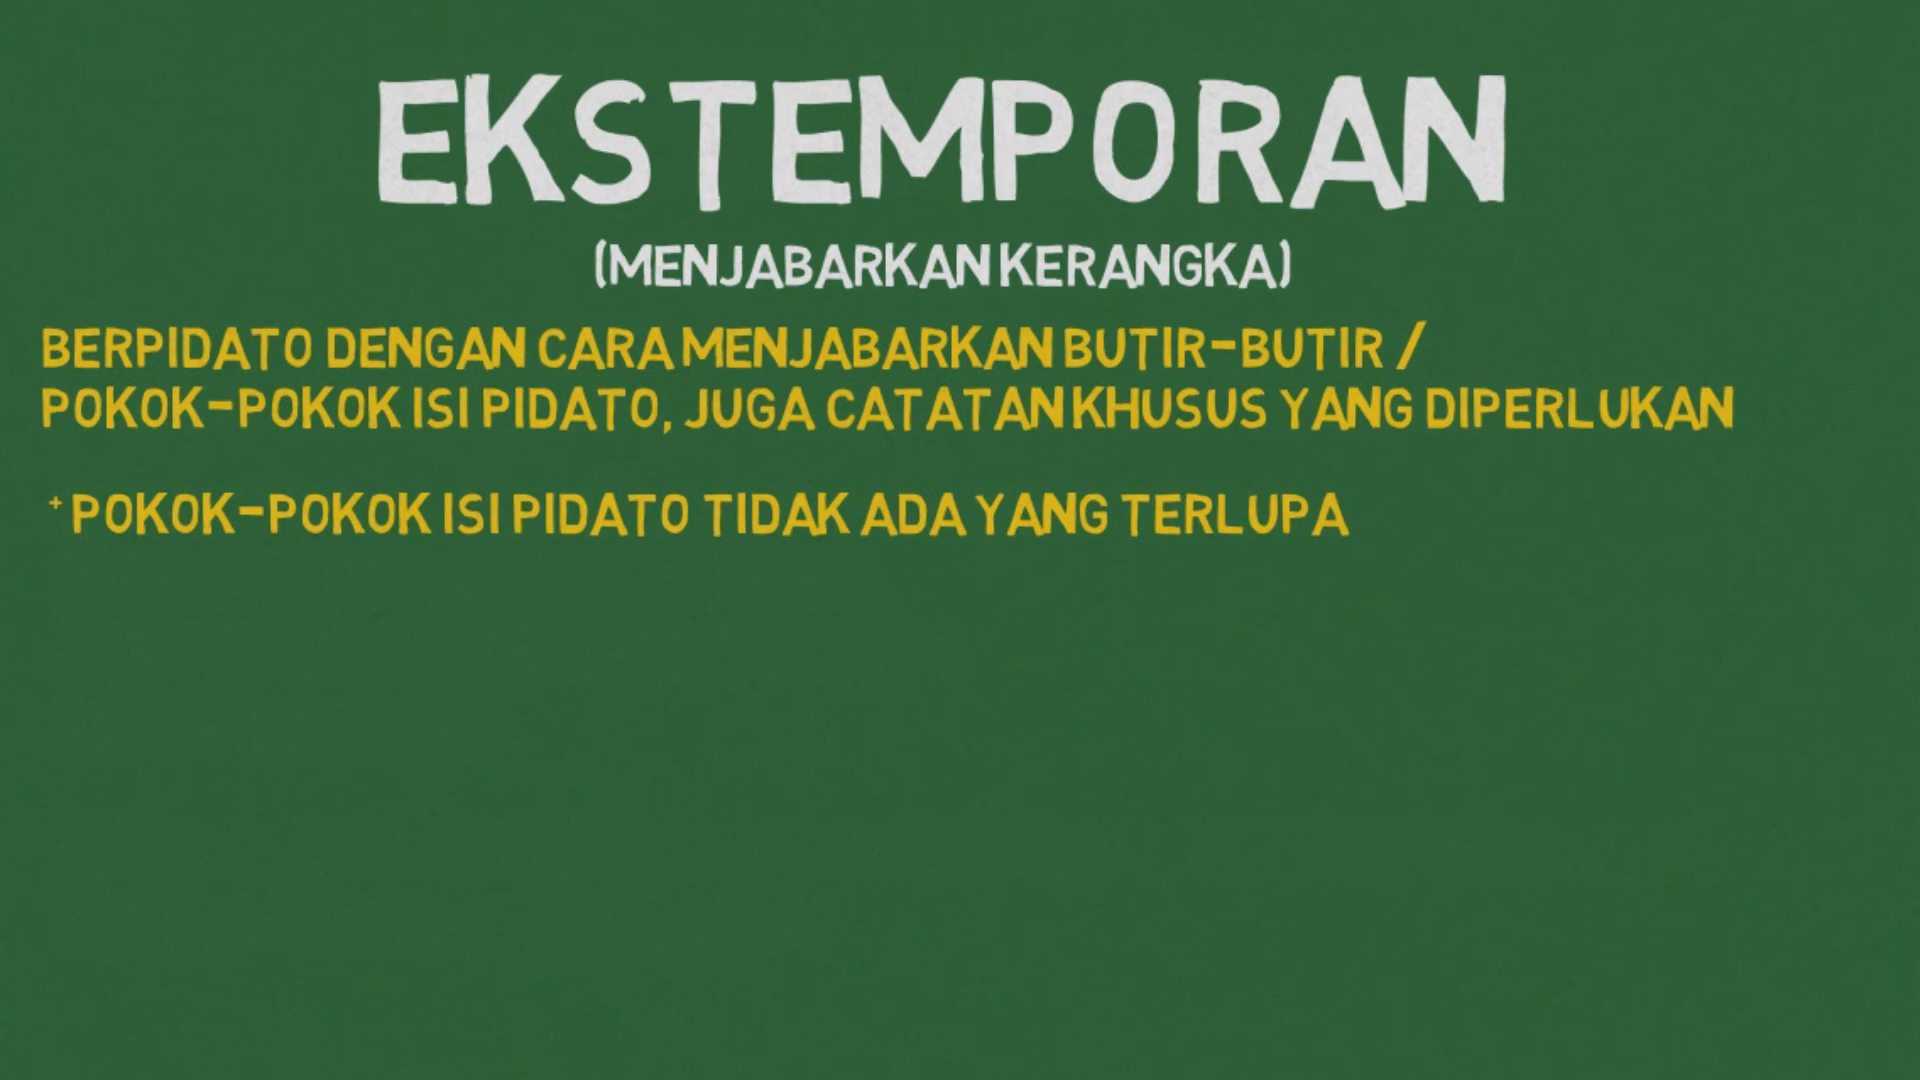 EKSTEMPORAN
(MENJABARKAN KERANGKA)
BERPIDATO DENGAN CARA MENJABARKAN BUTIR-BUTIR /
POKOK-POKOK ISI PIDATO, JUGA CATATAN KHUSUS YANG DIPERLUKAN
+ POKOK-POKOK ISI PIDATO TIDAK ADA YANG TERLUPA